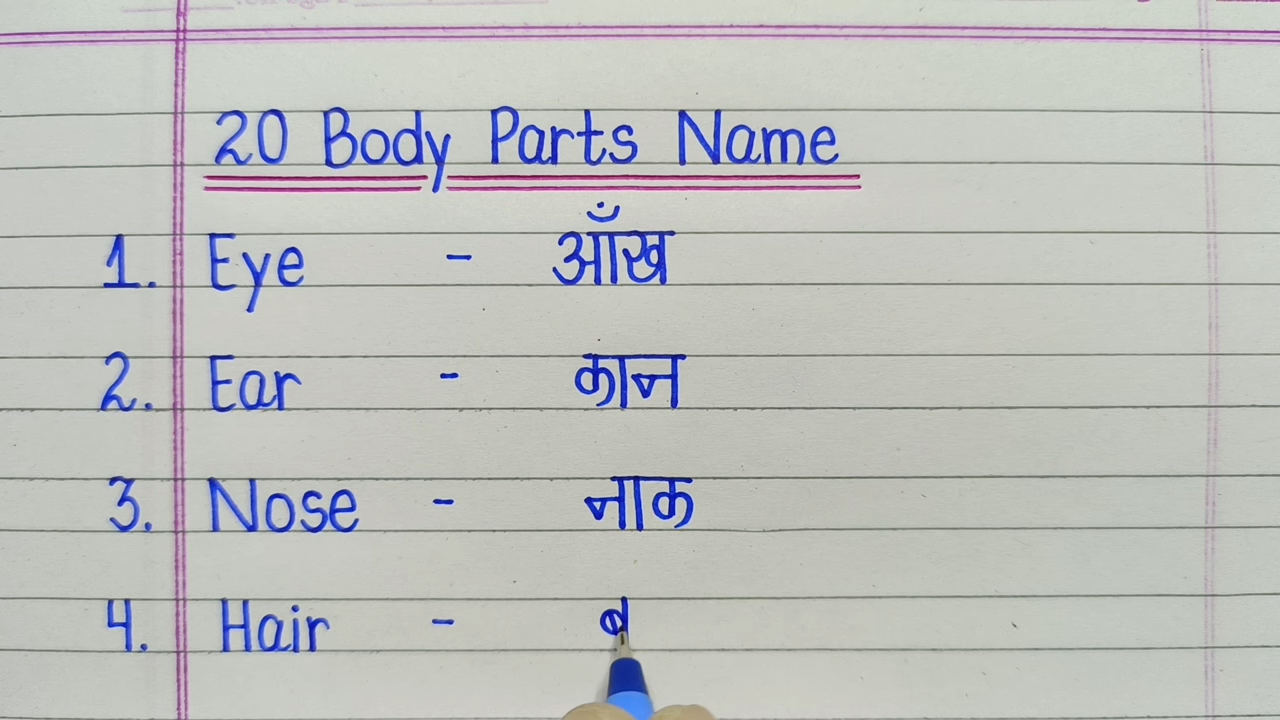 20 Body Parts Name
1. Eye - आँख
2. Ear - कान
3. Nose - नाक
4. Hair -